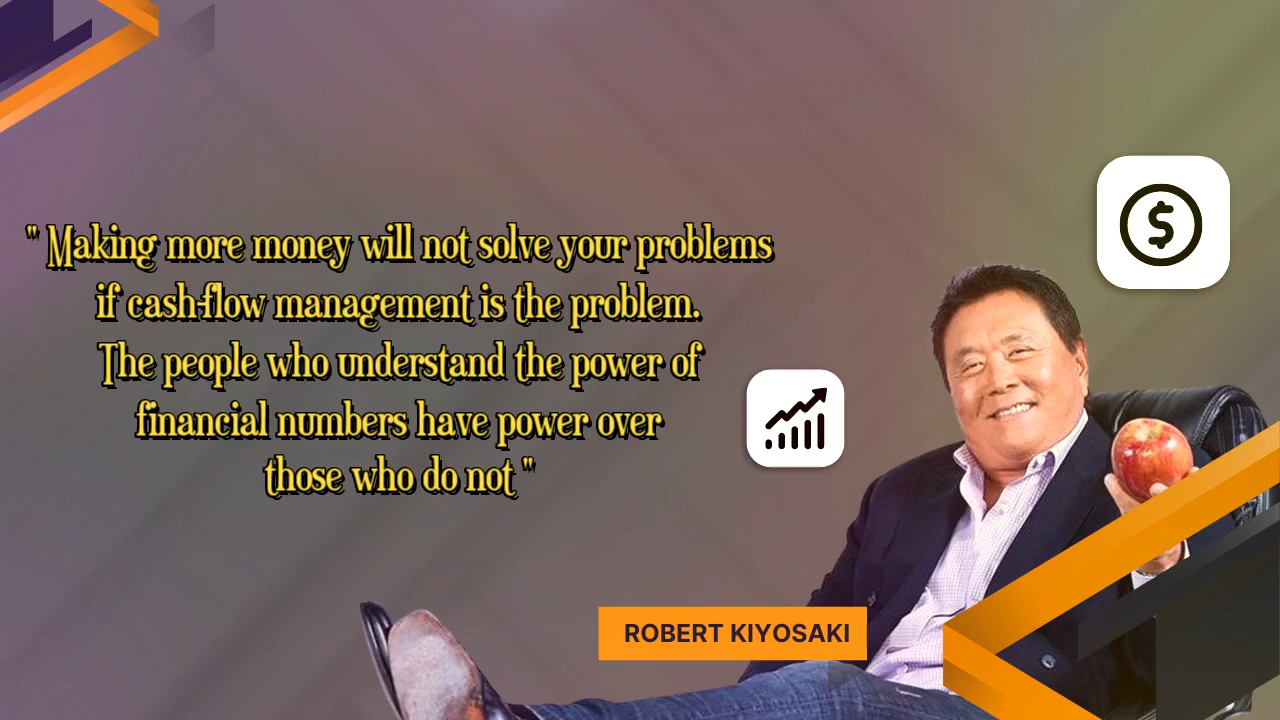 " Making more money will not solve your problems
if cash-flow management is the problem.
The people who understand the power of
financial numbers have power over
those who do not "
$
ROBERT KIYOSAKI